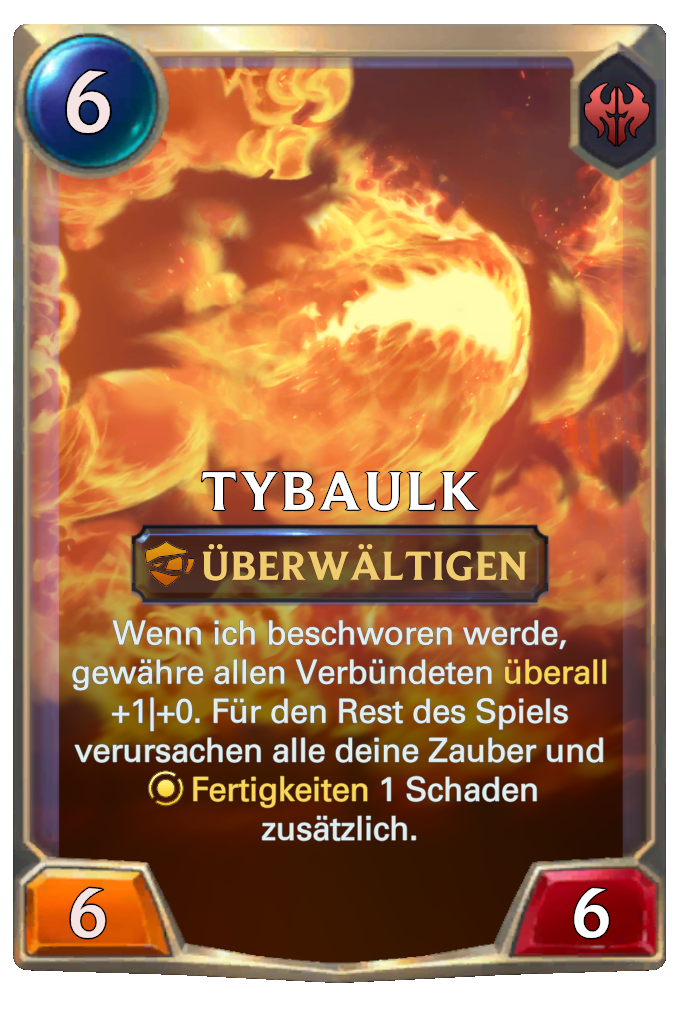 6
TYBAULK
ÜBERWÄLTIGEN
Wenn ich beschworen werde,
gewähre allen Verbündeten überall
+1|+0. Für den Rest des Spiels
verursachen alle deine Zauber und
Fertigkeiten 1 Schaden
zusätzlich.
6
6